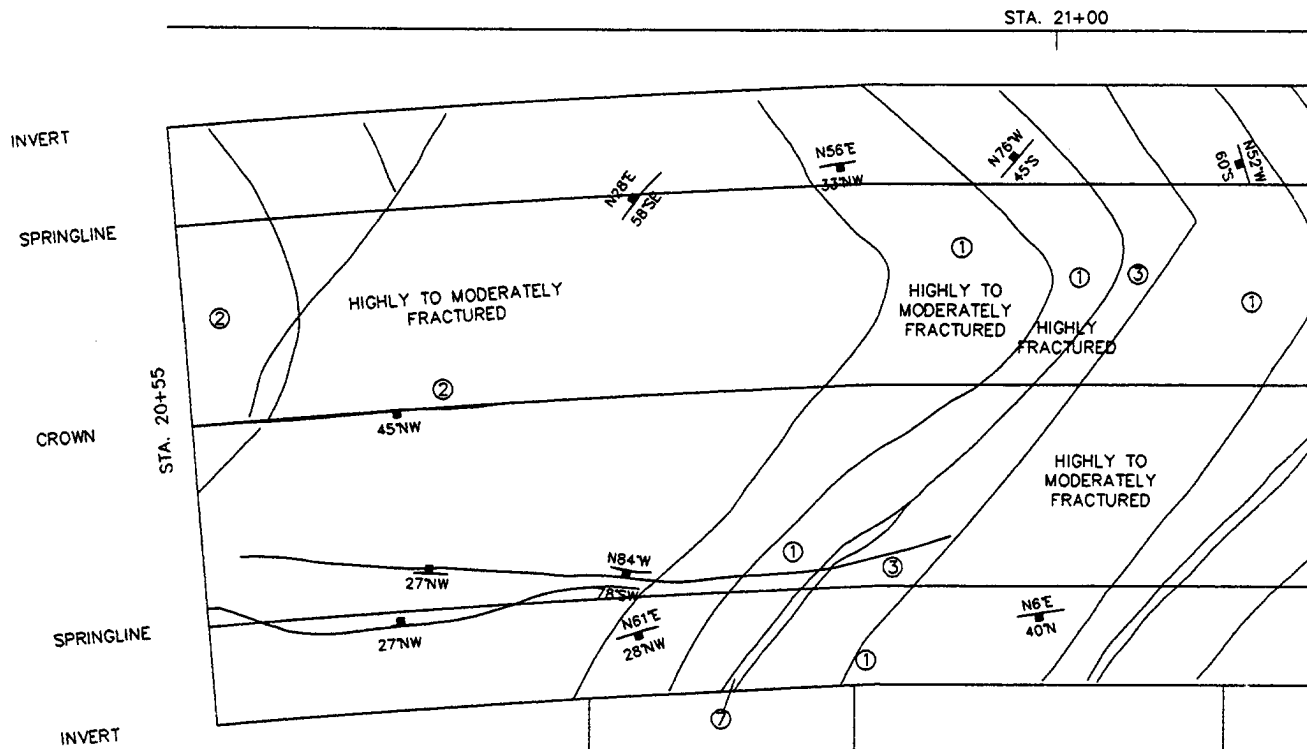 STA. 21+00
INVERT
N56°E
33°NW
N76°W
45°S
N52°W
60°S
N28°E
58°SE
SPRINGLINE
①
①
③
①
②
HIGHLY TO MODERATELY
FRACTURED
HIGHLY TO
MODERATELY
FRACTURED
HIGHLY
FRACTURED
②
STA. 20+55
45°NW
CROWN
HIGHLY TO
MODERATELY
FRACTURED
①
③
N84°W
78°SW
27°NW
N6°E
40°N
SPRINGLINE
27°NW
N61°E
28°NW
①
⑦
INVERT